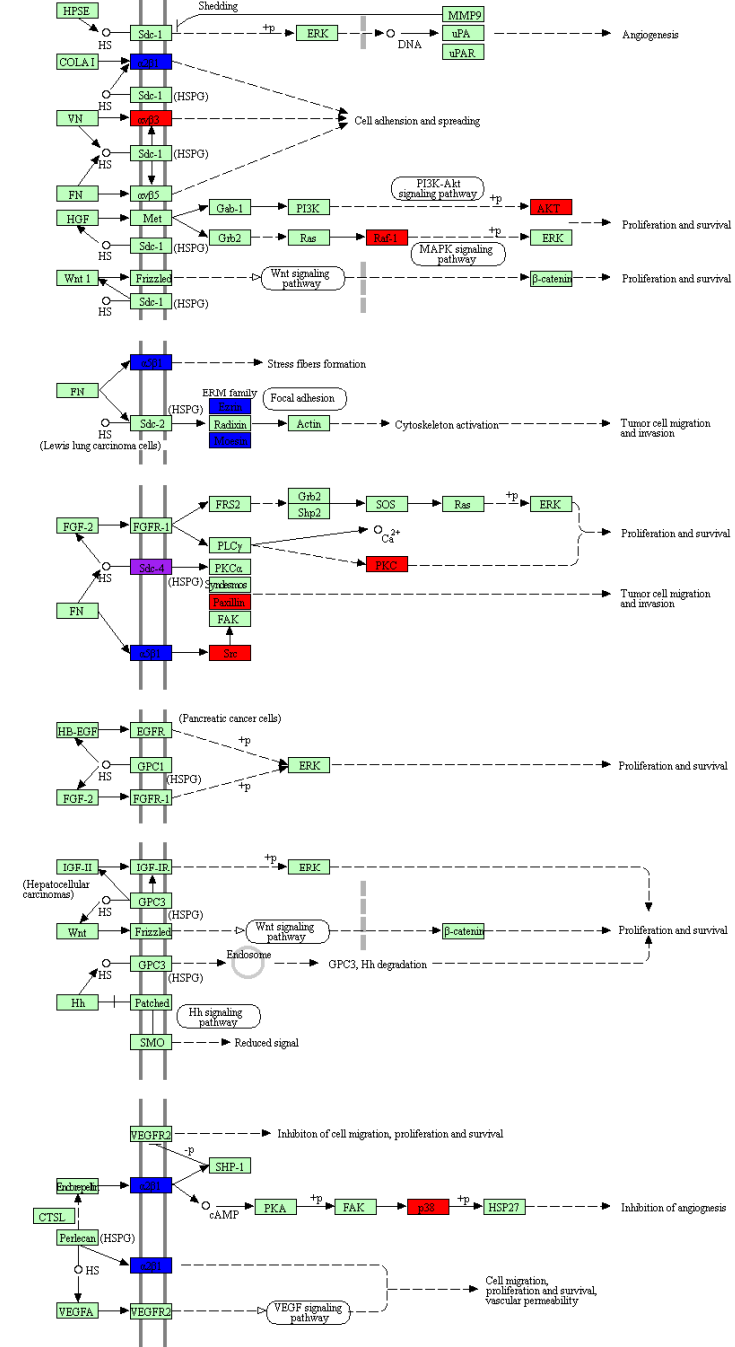 HPSE
Shedding
MMP9
HS
Sdc-1
+p
ERK
DNA
uPA
Angiogenesis
uPAR
COLA I
α2β1
HS
Sdc-1
(HSPG)
VN
αvβ3
Cell adhension and spreading
HS
Sdc-1
(HSPG)
FN
αvβ5
PI3K-Akt
signaling pathway
Gab-1
PI3K
+p
AKT
HGF
Met
Proliferation and survival
Grb2
Ras
Raf-1
+p
ERK
HS
Sdc-1
(HSPG)
MAPK signaling
pathway
Wnt 1
Frizzled
Wnt signaling
pathway
β-catenin
Proliferation and survival
HS
Sdc-1
(HSPG)
Stress fibers formation
FN
ERM family
Focal adhesion
Ezrin
(HSPG)
HS
Sdc-2
Radixin
Actin
Cytoskeleton activation
Tumor cell migration
and invasion
Moesin
(Lewis lung carcinoma cells)
FRS2
Grb2
Shp2
SOS
Ras
+p
ERK
FGF-2
FGFR-1
PLCγ
Ca2+
Proliferation and survival
HS
Sdc-4
(HSPG)
PKCα
PKC
Syndesmos
Paxillin
Tumor cell migration
and invasion
FN
FAK
Src
(Pancreatic cancer cells)
HB-EGF
EGFR
+p
HS
GPC1
(HSPG)
ERK
Proliferation and survival
+p
FGF-2
FGFR-1
IGF-II
IGF-IR
+p
ERK
(Hepatocellular
carcinomas)
HS
GPC3
(HSPG)
Wnt
Frizzled
Wnt signaling
pathway
β-catenin
Proliferation and survival
Endosome
HS
GPC3
(HSPG)
GPC3, Hh degradation
Hh
Patched
Hh signaling
pathway
SMO
Reduced signal
VEGFR2
Inhibiton of cell migration, proliferation and survival
-p
SHP-1
Endorepellin
α2β1
CTSL
cAMP
PKA
+p
FAK
p38
+p
HSP27
Inhibition of angiognesis
Perlecan
(HSPG)
HS
α2β1
Cell migration,
proliferation and survival,
vascular permeability
VEGFA
VEGFR2
VEGF signaling
pathway